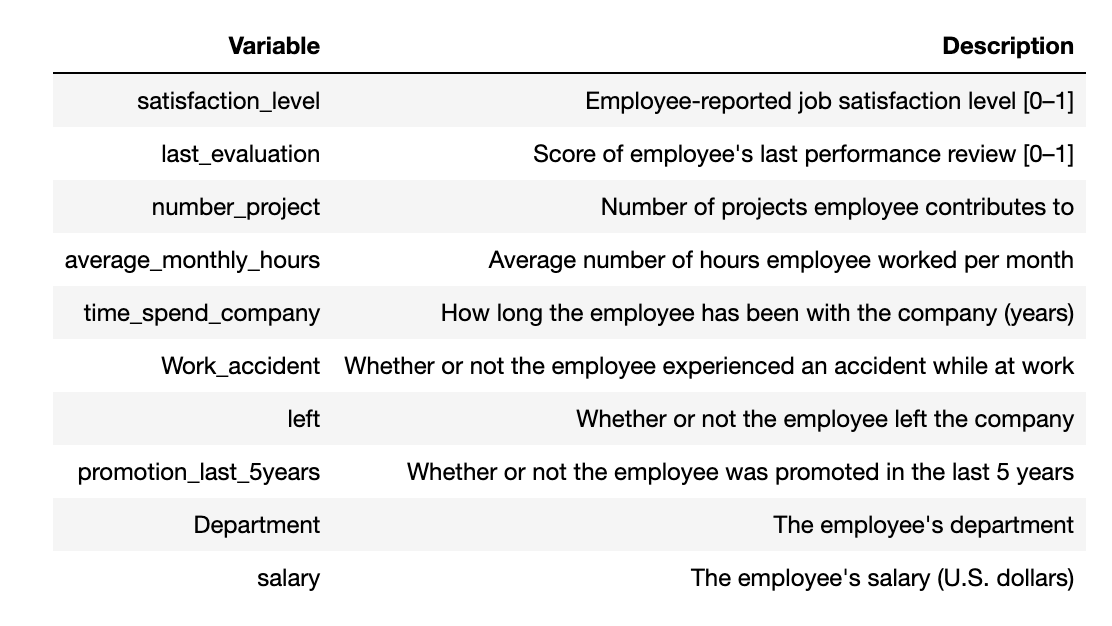 Variable Description
satisfaction_level Employee-reported job satisfaction level [0–1]
last_evaluation Score of employee's last performance review [0–1]
number_project Number of projects employee contributes to
average_monthly_hours Average number of hours employee worked per month
time_spend_company How long the employee has been with the company (years)
Work_accident Whether or not the employee experienced an accident while at work
left Whether or not the employee left the company
promotion_last_5years Whether or not the employee was promoted in the last 5 years
Department The employee's department
salary The employee's salary (U.S. dollars)